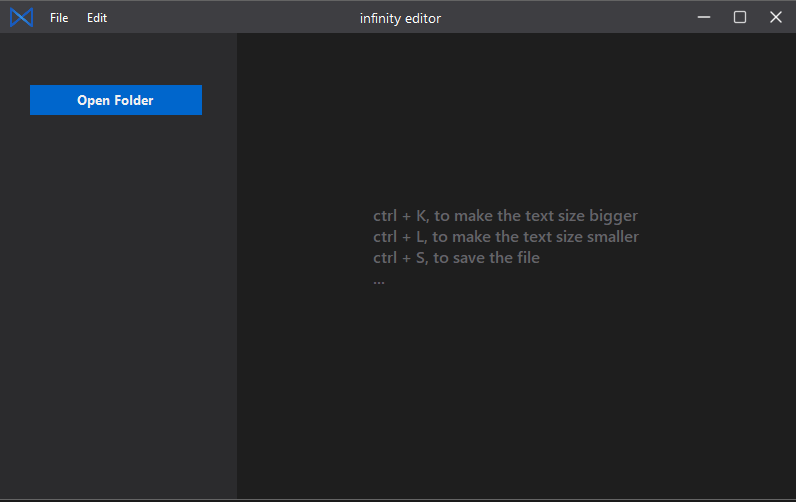 File Edit infinity editor
Open Folder
ctrl + K, to make the text size bigger
ctrl + L, to make the text size smaller
ctrl + S, to save the file
...